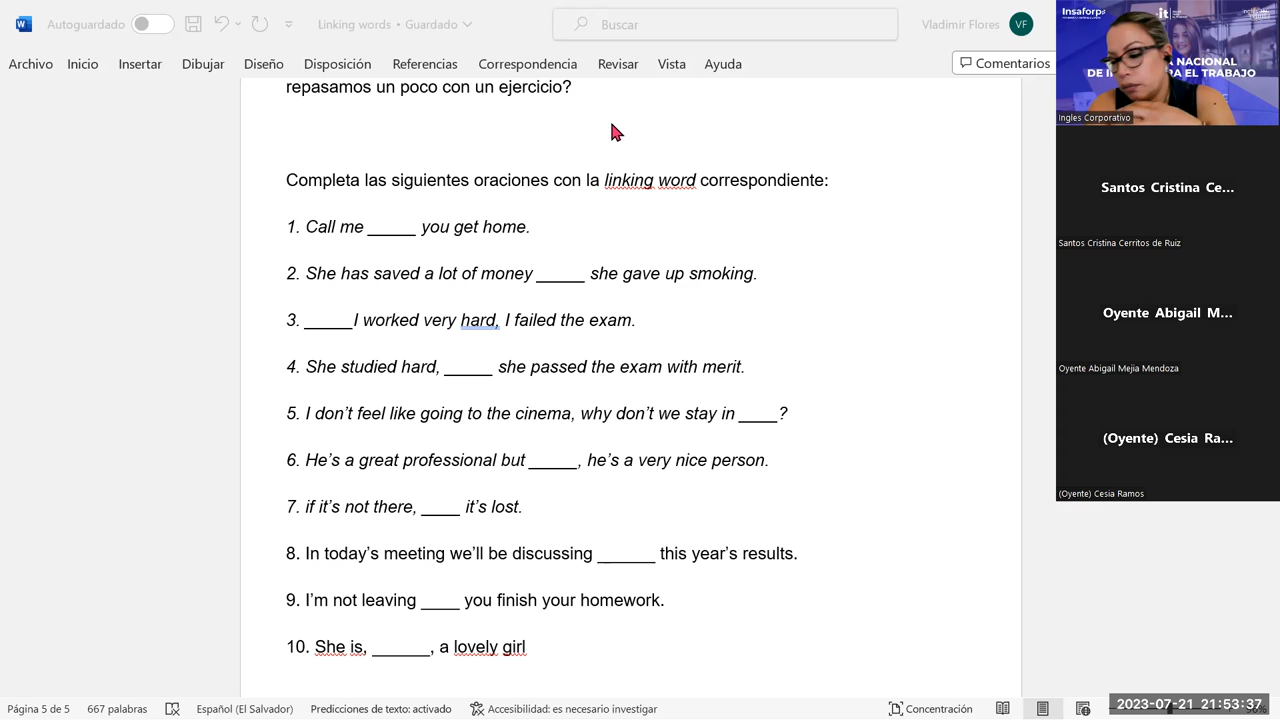 Autoguardado
Linking words • Guardado
Buscar
Vladimir Flores
VF
Archivo Inicio Insertar Dibujar Diseño Disposición Referencias Correspondencia Revisar Vista Ayuda
Comentarios
repasamos un poco con un ejercicio?
Completa las siguientes oraciones con la linking word correspondiente:
1. Call me _____ you get home.
2. She has saved a lot of money _____ she gave up smoking.
3. _____I worked very hard, I failed the exam.
4. She studied hard, _____ she passed the exam with merit.
5. I don't feel like going to the cinema, why don't we stay in ____?
6. He's a great professional but _____, he's a very nice person.
7. if it's not there, ____ it's lost.
8. In today's meeting we'll be discussing ______ this year's results.
9. I'm not leaving ____ you finish your homework.
10. She is, ______, a lovely girl
Insaforp
NACIONAL
DE I RA EL TRABAJO
Ingles Corporativo
Santos Cristina Ce...
Santos Cristina Cerritos de Ruiz
Oyente Abigail M...
Oyente Abigail Mejia Mendoza
(Oyente) Cesia Ra...
(Oyente) Cesia Ramos
Página 5 de 5 667 palabras Español (El Salvador) Predicciones de texto: activado Accesibilidad: es necesario investigar Concentración
2023-07-21 21:53:37